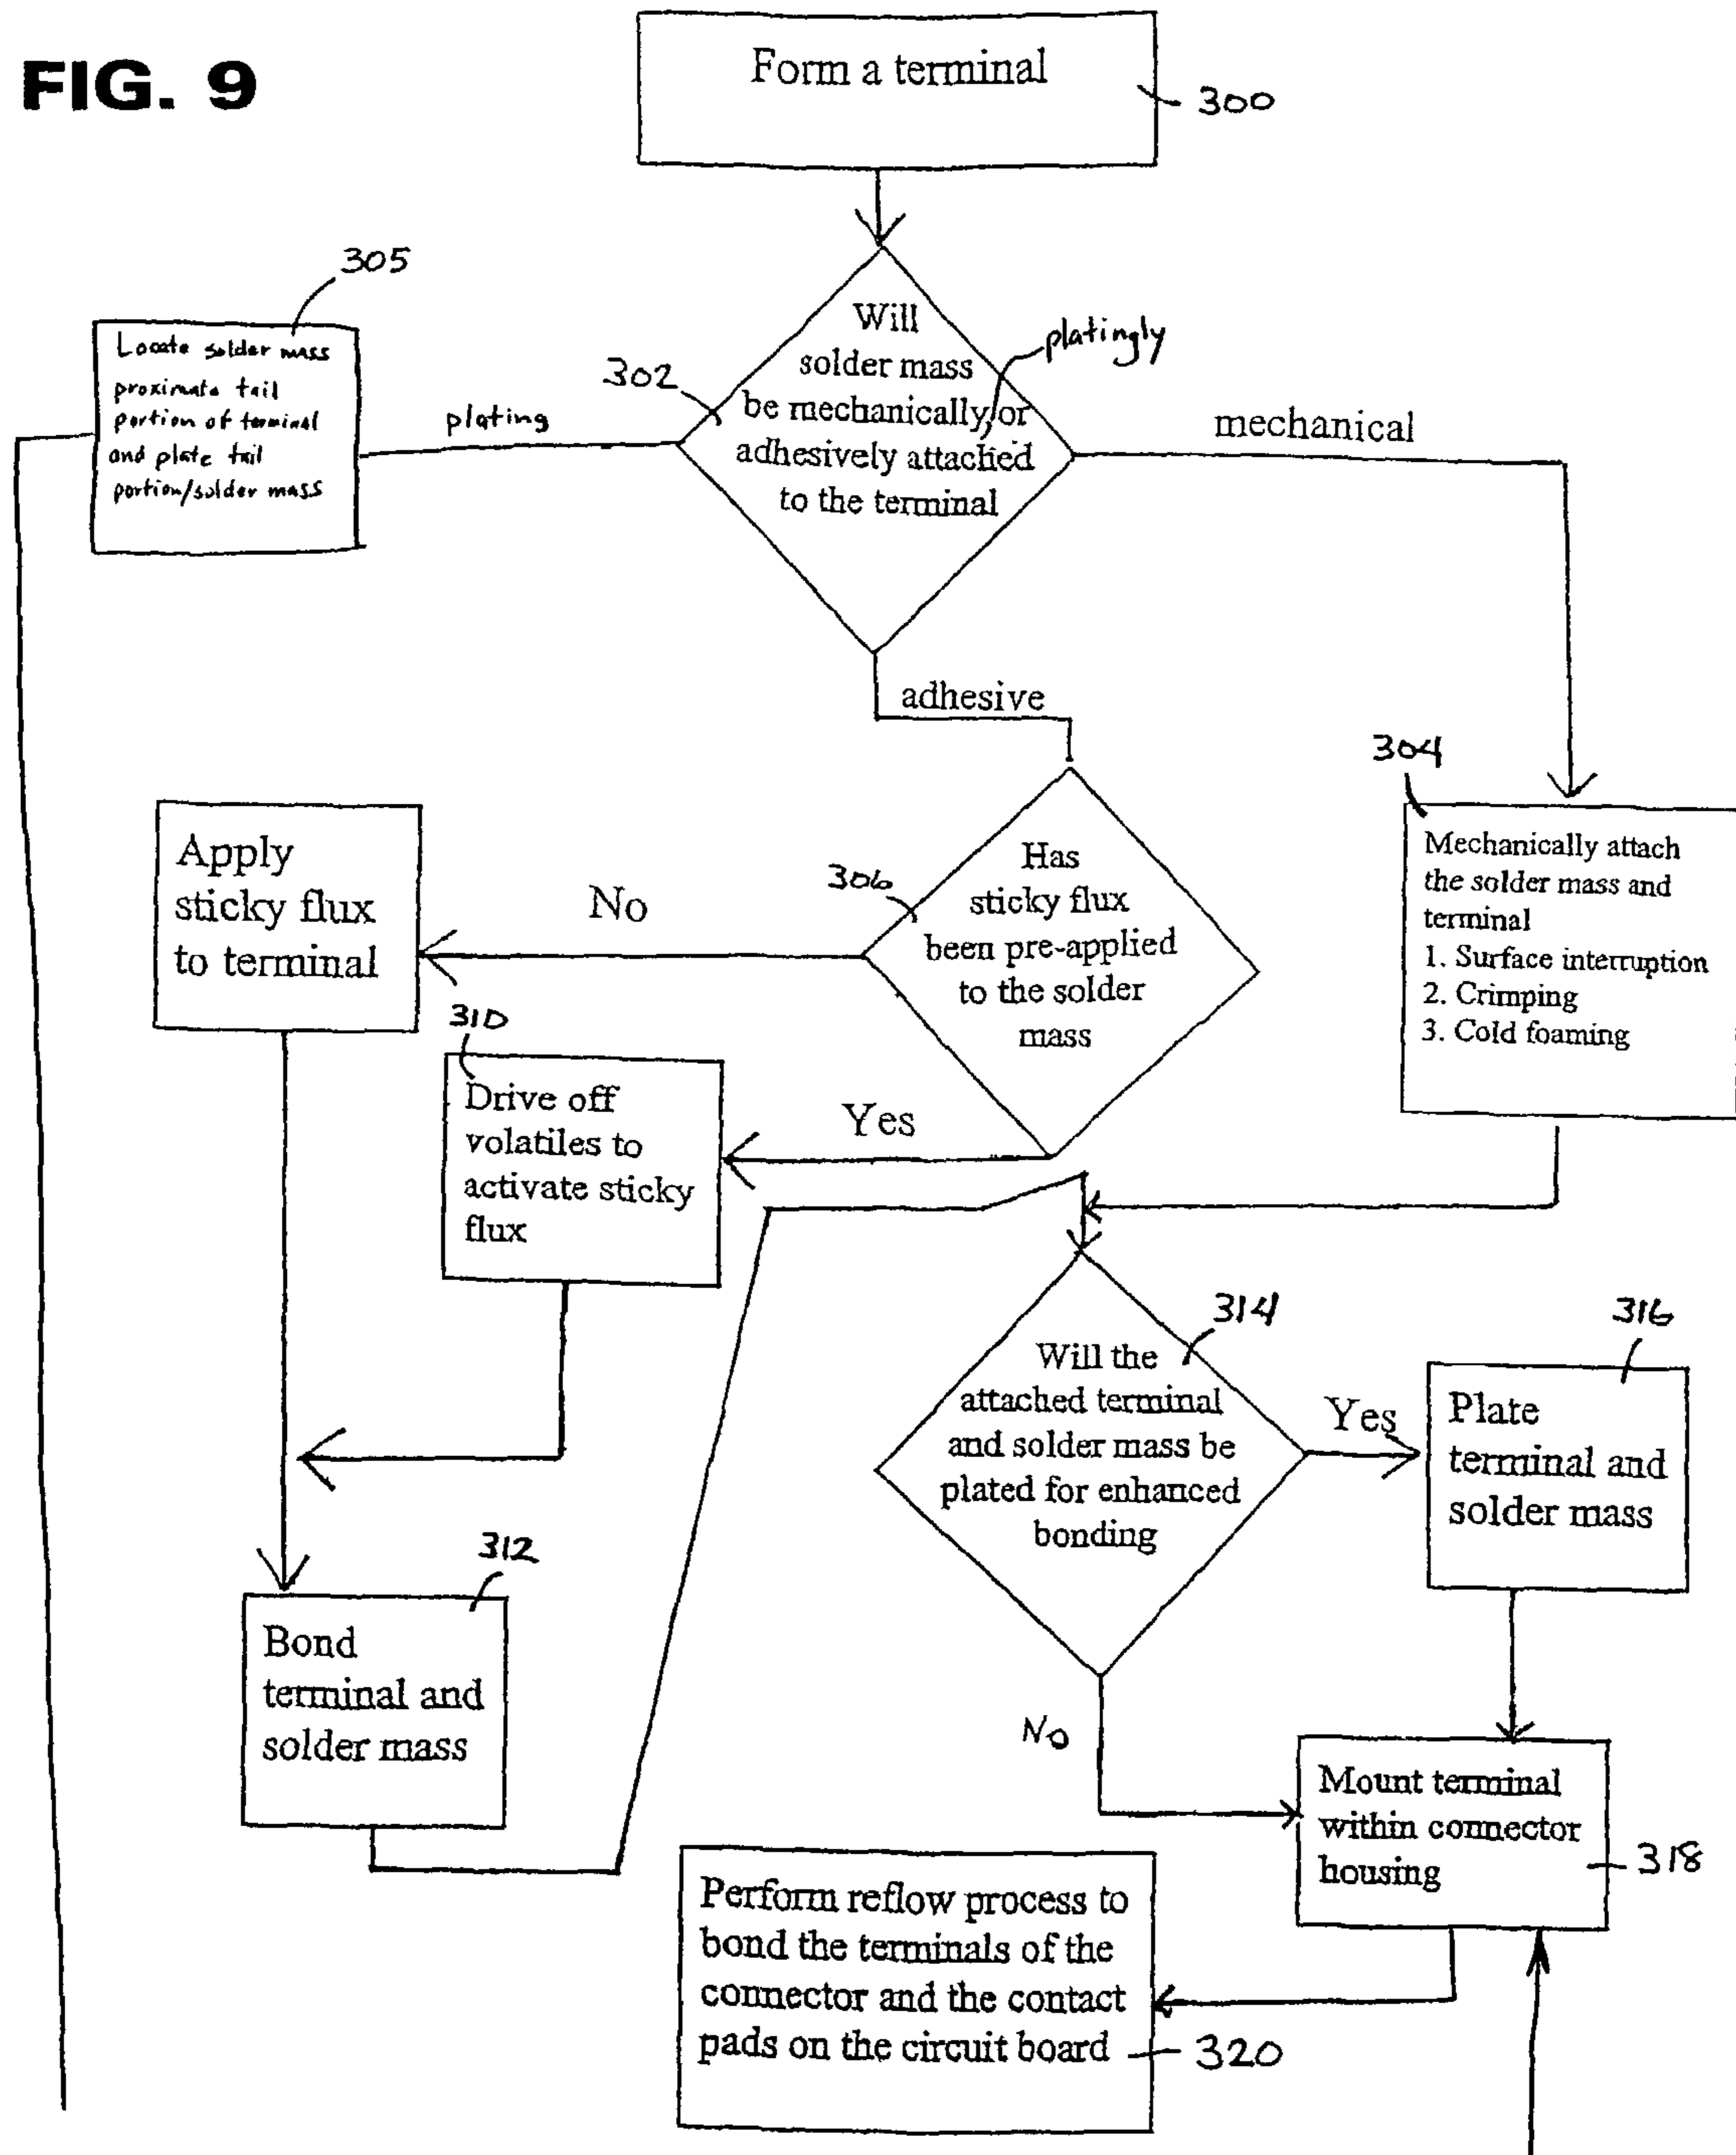 FIG. 9
Form a terminal
300
305
Locate solder mass
proximate tail
portion of terminal
and plate tail
portion/solder mass
plating
302
Will
solder mass
be mechanically, or
adhesively attached
to the terminal
platingly
mechanical
adhesive
304
Mechanically attach
the solder mass and
terminal
1. Surface interruption
2. Crimping
3. Cold foaming
306
Has
sticky flux
been pre-applied
to the solder
mass
No
Apply
sticky flux
to terminal
Yes
310
Drive off
volatiles to
activate sticky
flux
312
Bond
terminal and
solder mass
314
Will the
attached terminal
and solder mass be
plated for enhanced
bonding
Yes
316
Plate
terminal and
solder mass
No
Mount terminal
within connector
housing
318
Perform reflow process to
bond the terminals of the
connector and the contact
pads on the circuit board
320